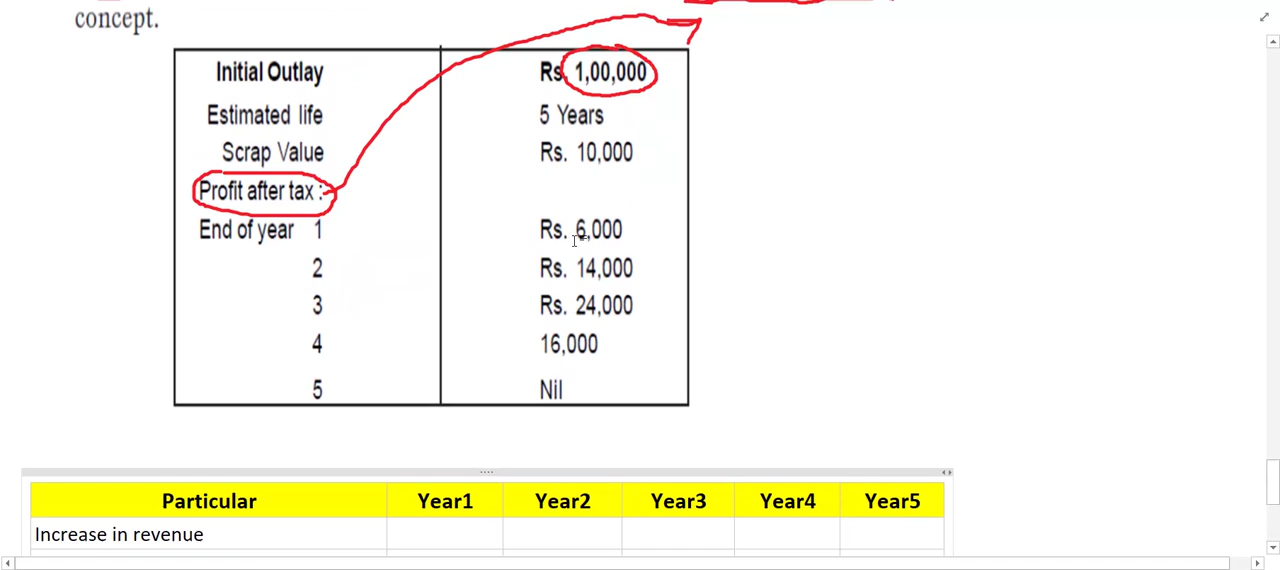 concept.
Initial Outlay Rs. 1,00,000
Estimated life 5 Years
Scrap Value Rs. 10,000
Profit after tax :
End of year 1 Rs. 6,000
2 Rs. 14,000
3 Rs. 24,000
4 16,000
5 Nil
Particular Year1 Year2 Year3 Year4 Year5
Increase in revenue